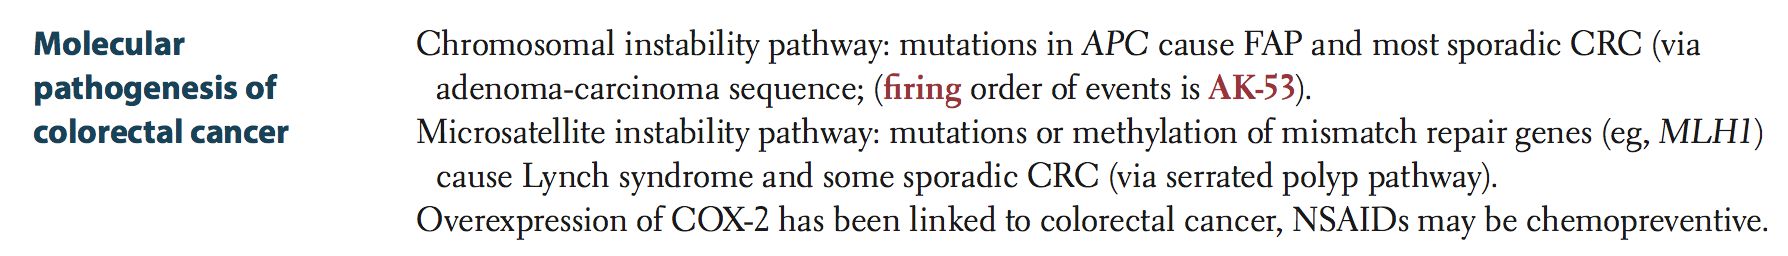 Molecular
pathogenesis of
colorectal cancer
Chromosomal instability pathway: mutations in APC cause FAP and most sporadic CRC (via
adenoma-carcinoma sequence; (firing order of events is AK-53).
Microsatellite instability pathway: mutations or methylation of mismatch repair genes (eg, MLH1)
cause Lynch syndrome and some sporadic CRC (via serrated polyp pathway).
Overexpression of COX-2 has been linked to colorectal cancer, NSAIDs may be chemopreventive.